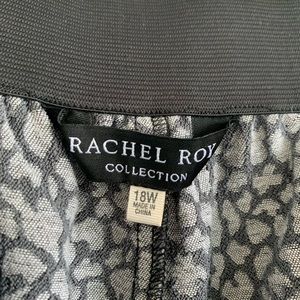 RACHEL ROY
COLLECTION
18W
MADE IN
CHINA